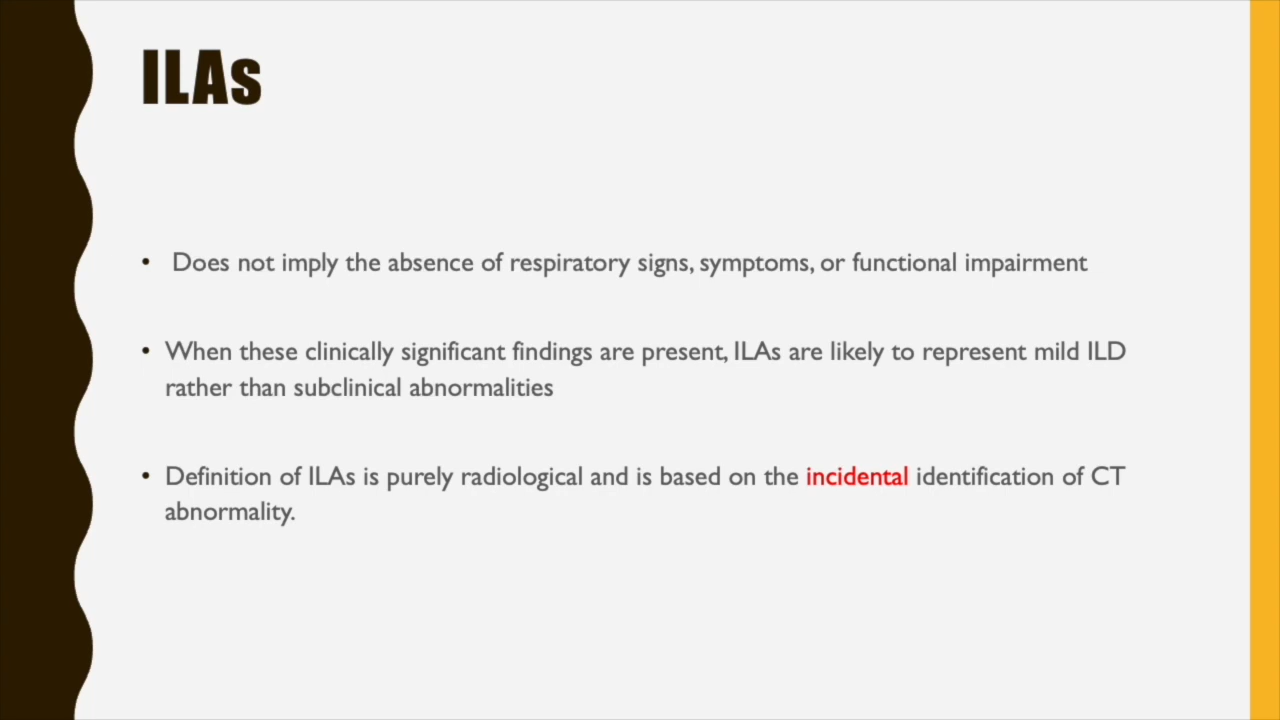 ILAs
• Does not imply the absence of respiratory signs, symptoms, or functional impairment
• When these clinically significant findings are present, ILAs are likely to represent mild ILD
rather than subclinical abnormalities
• Definition of ILAs is purely radiological and is based on the incidental identification of CT
abnormality.